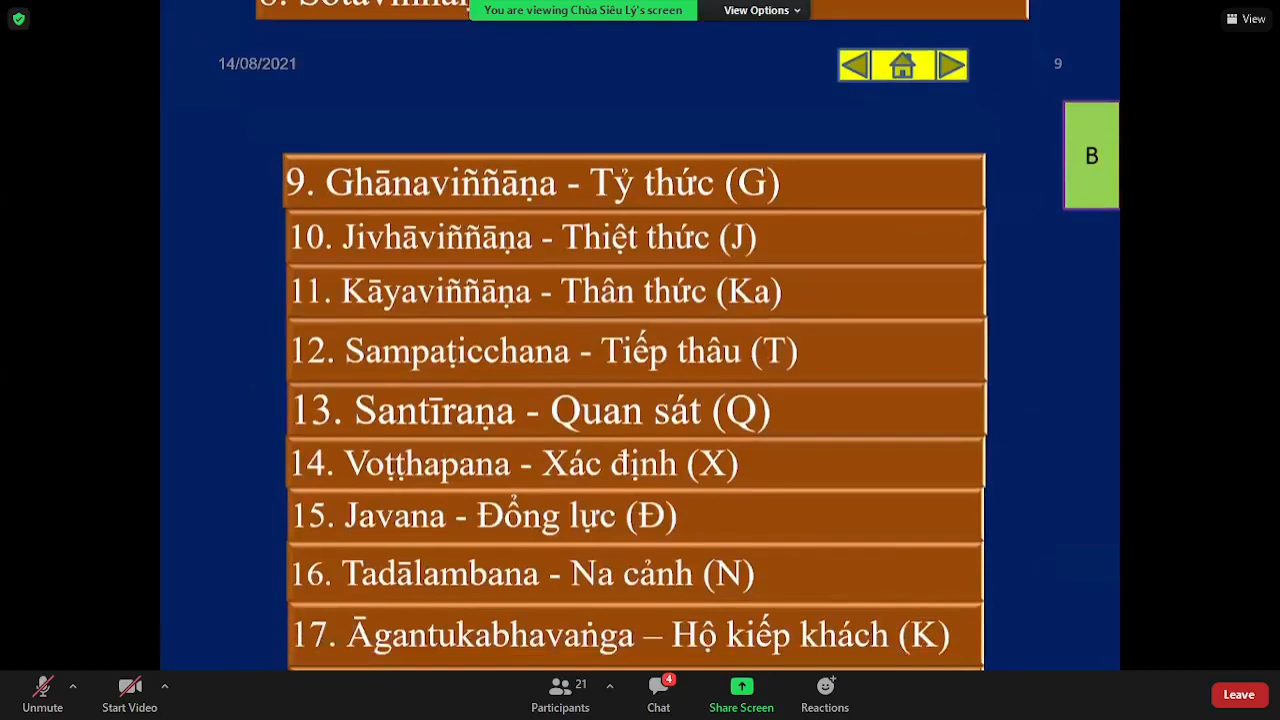 You are viewing Chùa Siêu Lý's screen
View Options
View
14/08/2021
9
B
9. Ghānaviññāṇa - Tỷ thức (G)
10. Jivhāviññāṇa - Thiệt thức (J)
11. Kāyaviññāṇa - Thân thức (Ka)
12. Sampaṭicchana - Tiếp thâu (T)
13. Santīraṇa - Quan sát (Q)
14. Voṭṭhapana - Xác định (X)
15. Javana - Đổng lực (Đ)
16. Tadālambana - Na cảnh (N)
17. Āgantukabhavaṅga – Hộ kiếp khách (K)
21
4
Unmute
Start Video
Participants
Chat
Share Screen
Reactions
Leave